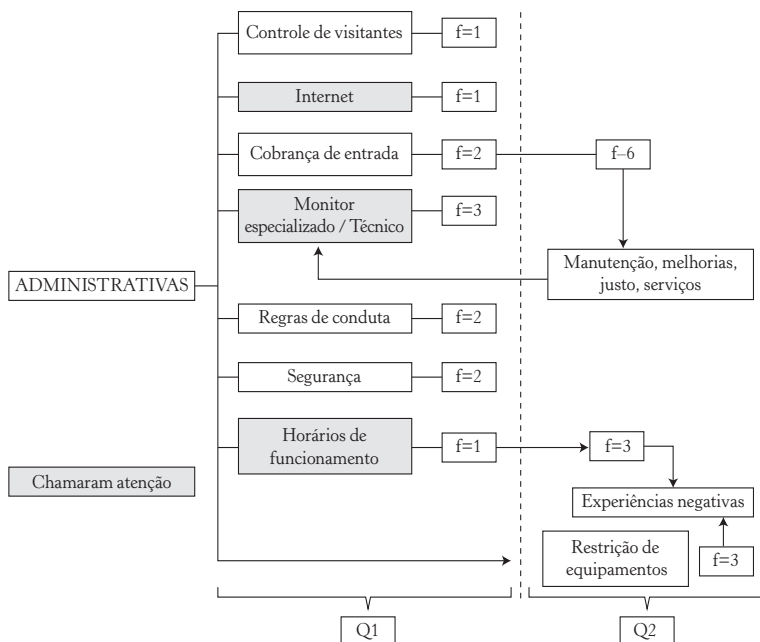 Controle de visitantes
f=1
Internet
f=1
Cobrança de entrada
f=2
f–6
Monitor
especializado / Técnico
f=3
Manutenção, melhorias,
justo, serviços
ADMINISTRATIVAS
Regras de conduta
f=2
Segurança
f=2
Horários de
funcionamento
f=1
f=3
Chamaram atenção
Experiências negativas
Restrição de
equipamentos
f=3
Q1
Q2